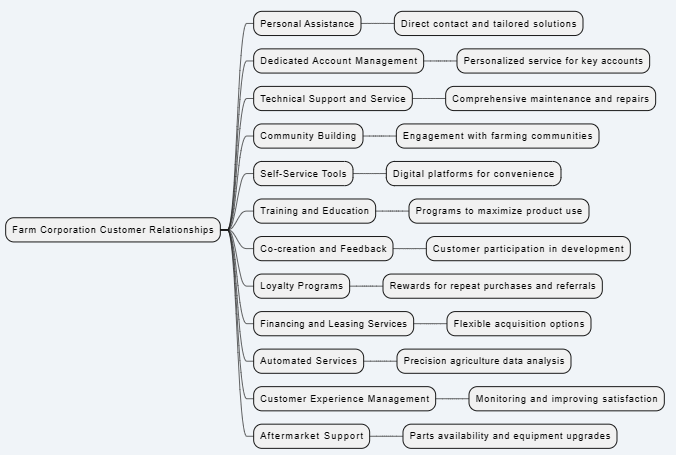 Farm Corporation Customer Relationships
Personal Assistance
Direct contact and tailored solutions
Dedicated Account Management
Personalized service for key accounts
Technical Support and Service
Comprehensive maintenance and repairs
Community Building
Engagement with farming communities
Self-Service Tools
Digital platforms for convenience
Training and Education
Programs to maximize product use
Co-creation and Feedback
Customer participation in development
Loyalty Programs
Rewards for repeat purchases and referrals
Financing and Leasing Services
Flexible acquisition options
Automated Services
Precision agriculture data analysis
Customer Experience Management
Monitoring and improving satisfaction
Aftermarket Support
Parts availability and equipment upgrades